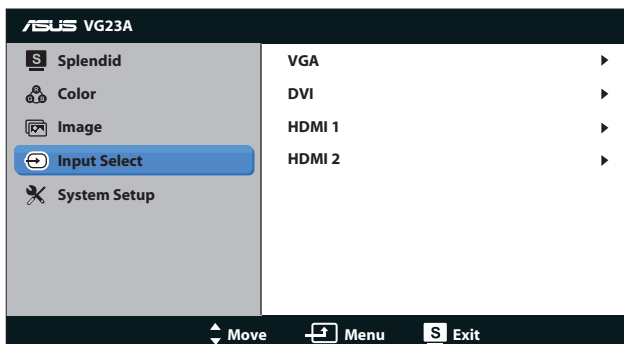 ASUS VG23A
S Splendid
Color
Image
Input Select
System Setup
VGA
DVI
HDMI 1
HDMI 2
Move Menu S Exit